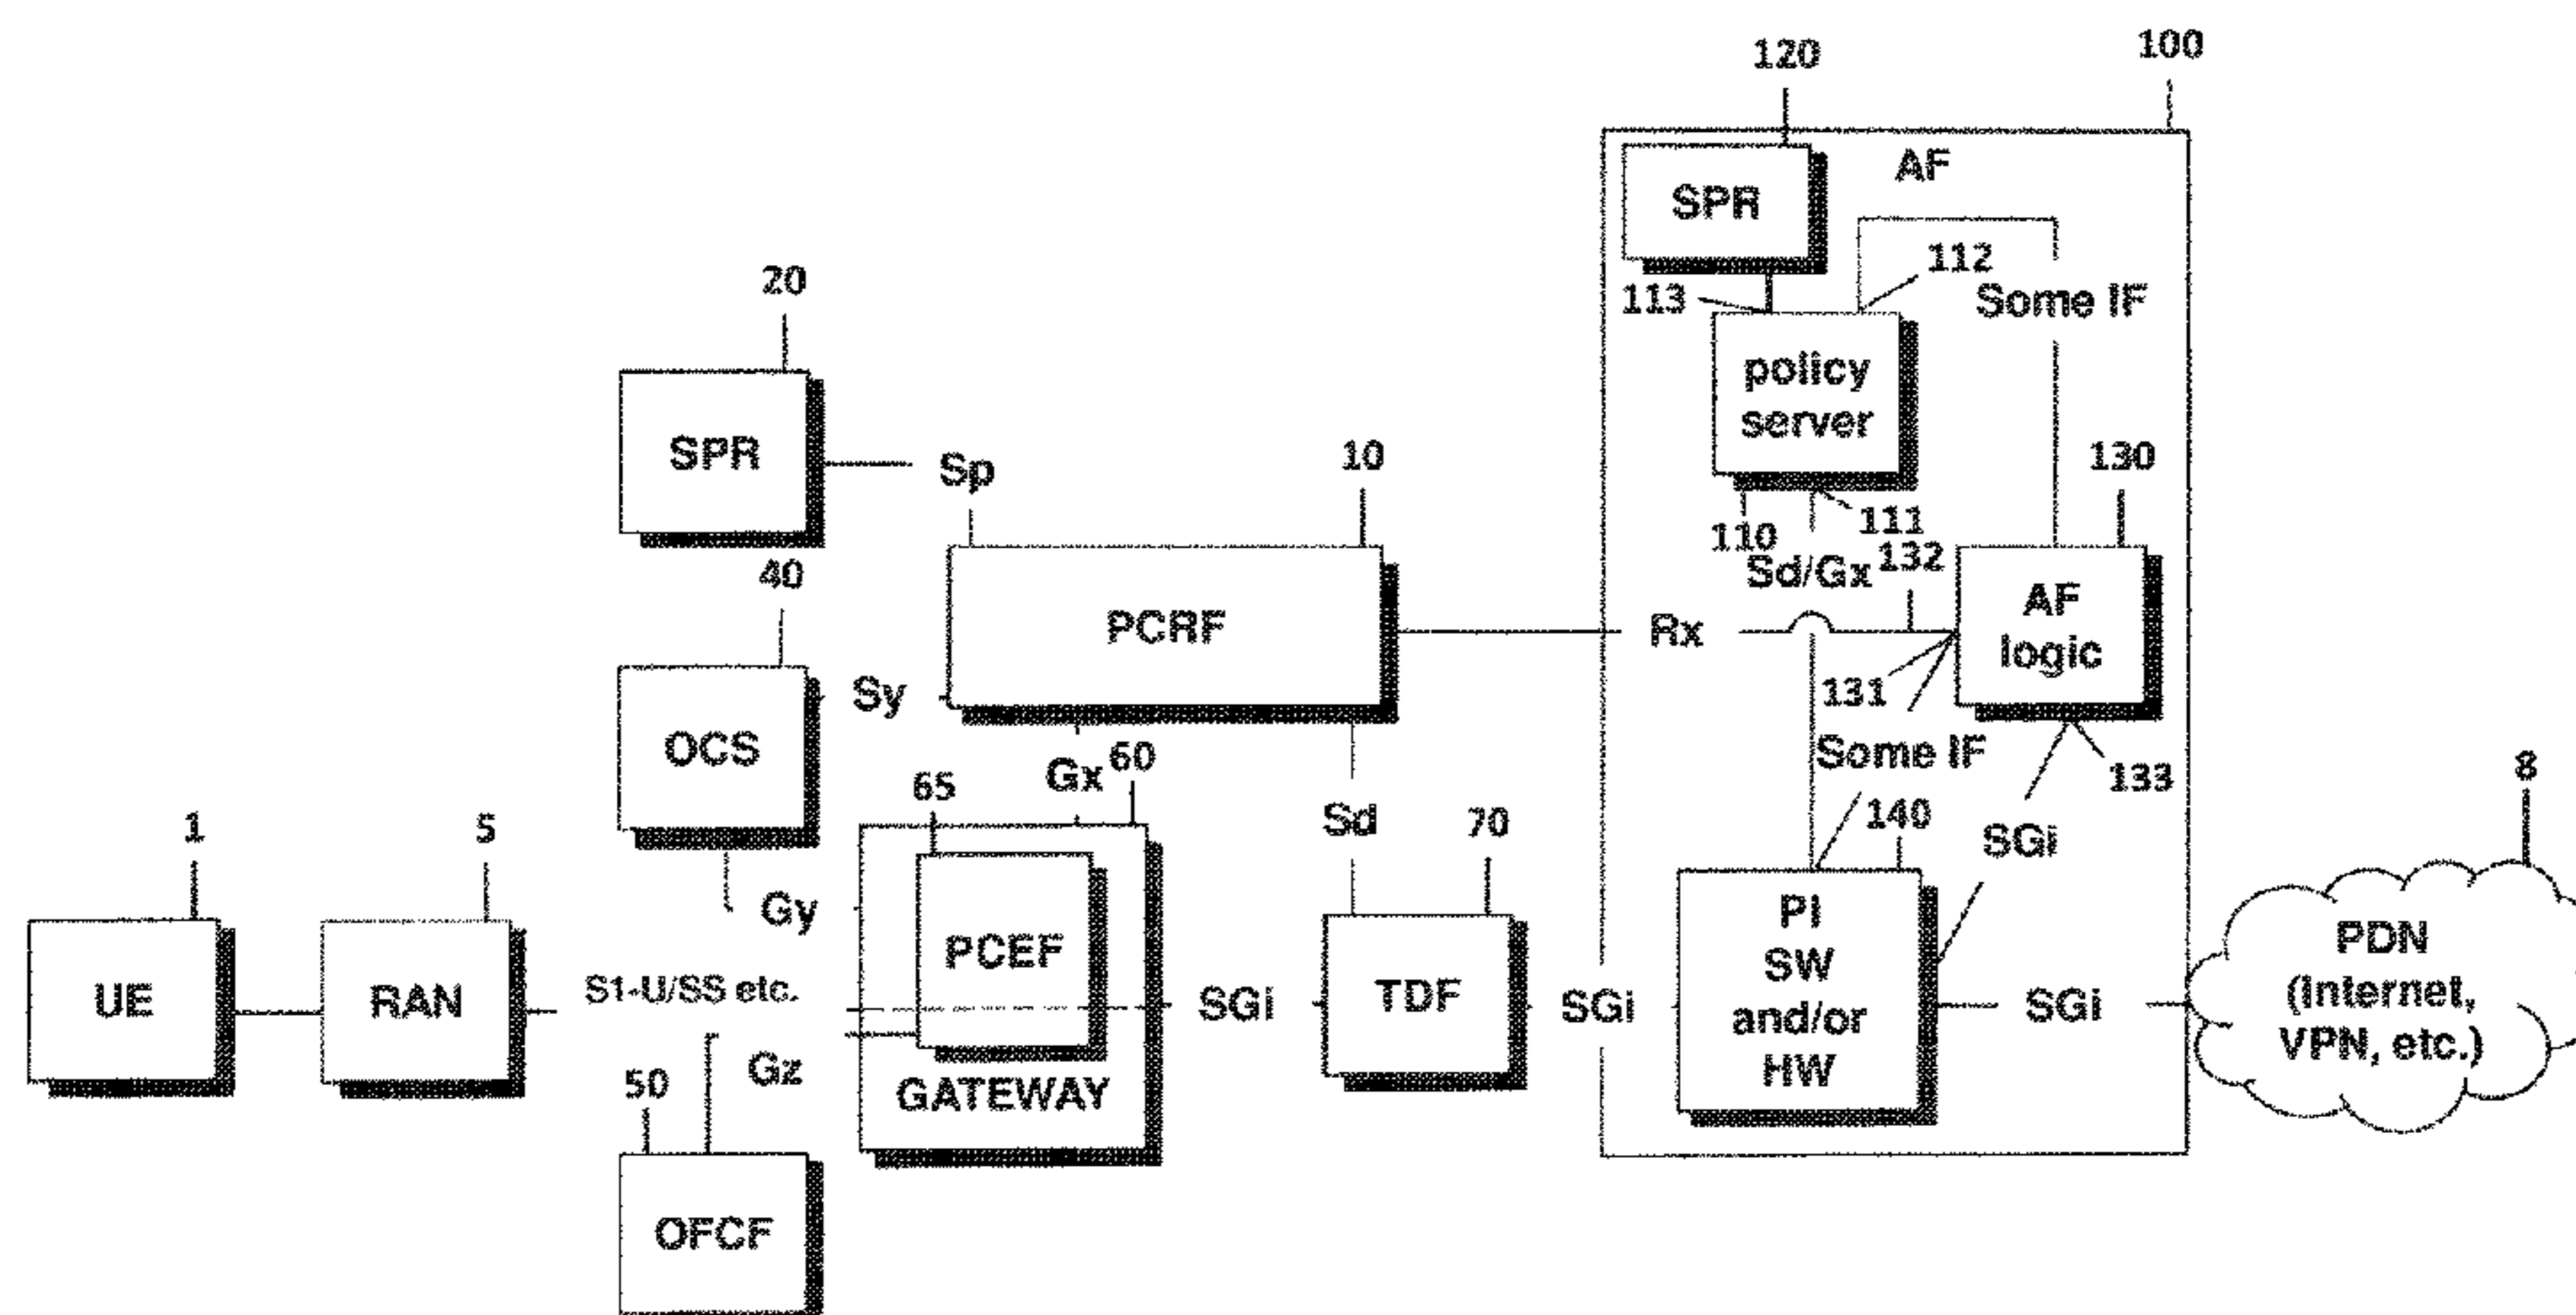 120
100
SPR
AF
20
113
112
Some IF
policy
server
SPR
Sp
10
130
110
111
132
Sd/Gx
40
PCRF
Rx
AF
logic
131
OCS
Sy
Gx
60
Some IF
133
65
Sd
70
140
SGi
8
1
5
Gy
UE
RAN
S1-U/SS etc.
PCEF
SGi
TDF
SGi
PI
SW
and/or
HW
SGi
PDN
(Internet,
VPN, etc.)
50
Gz
GATEWAY
OFCF